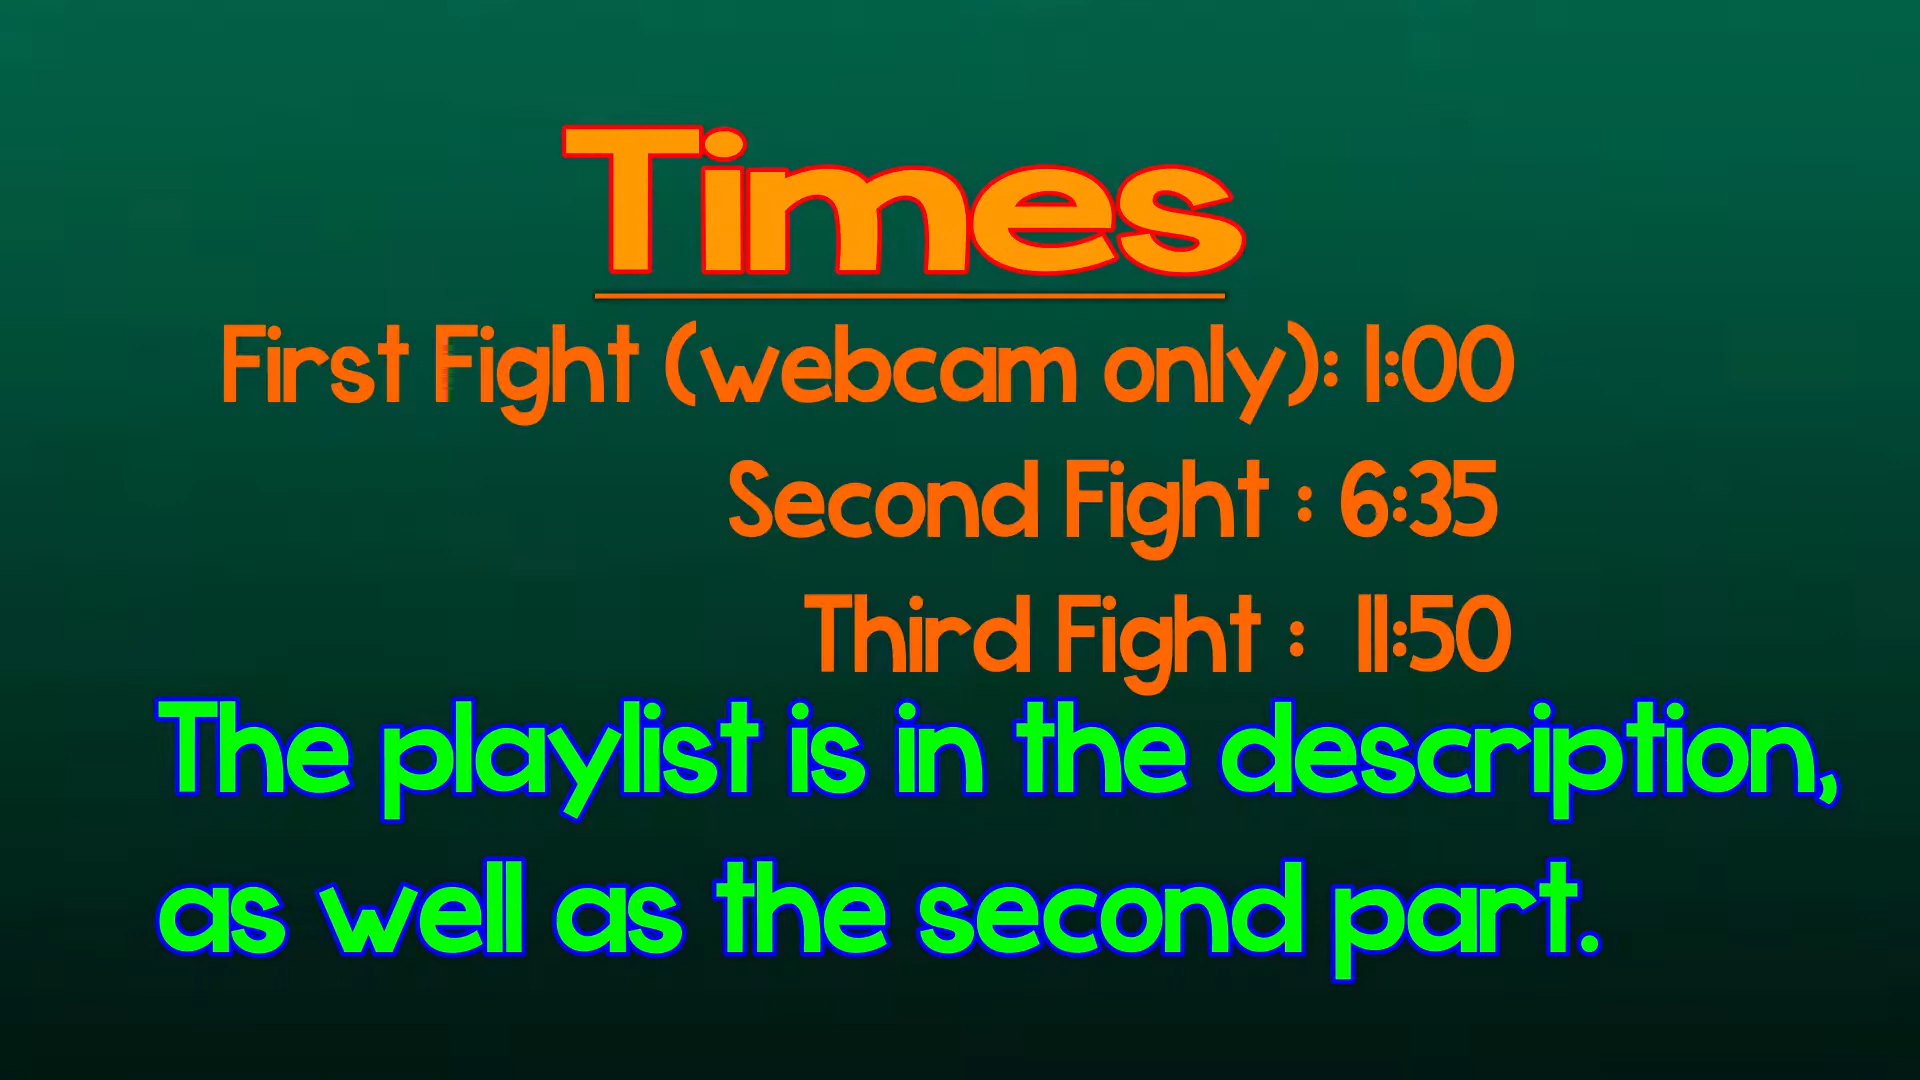 Times
First Fight (webcam only): 1:00
Second Fight : 6:35
Third Fight : 11:50
The playlist is in the description,
as well as the second part.